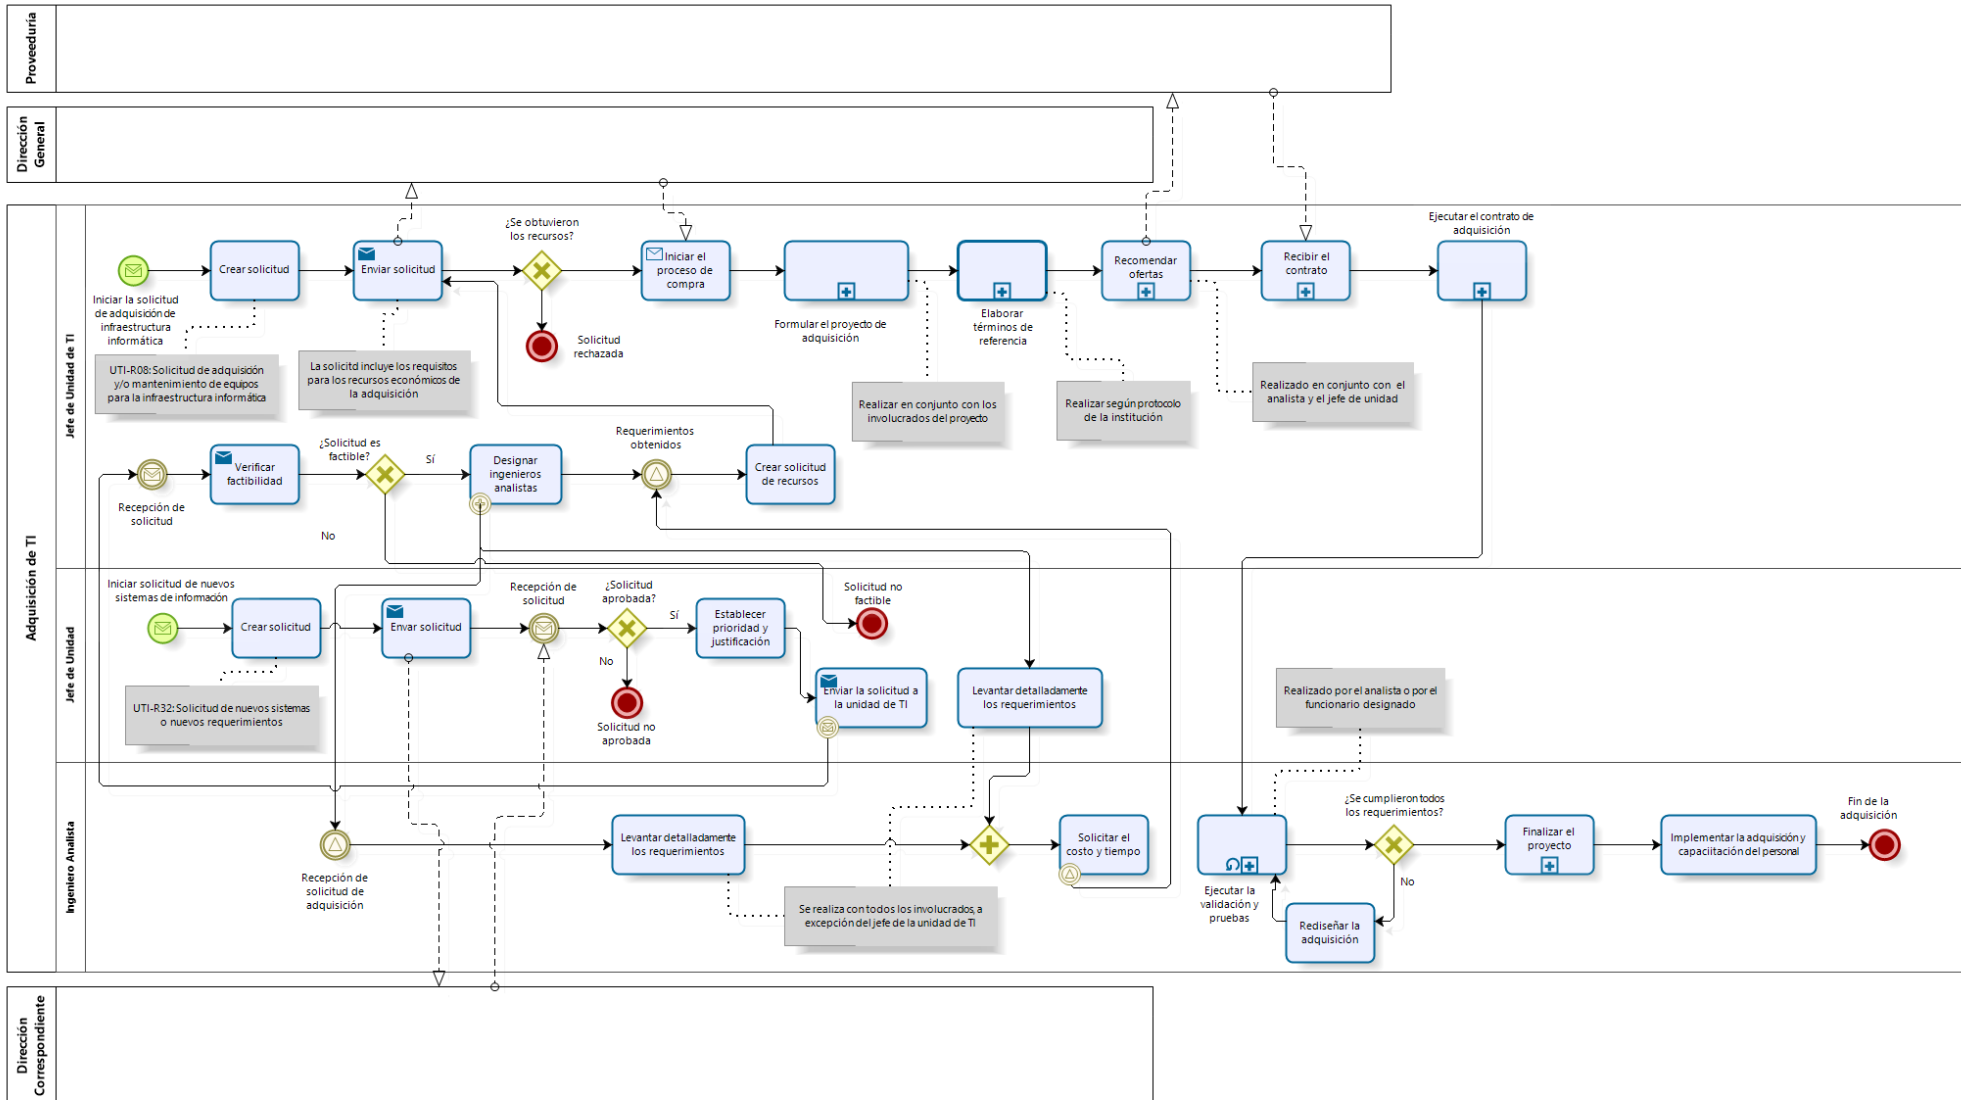 Proveeduría
Dirección
General
Adquisición de TI
Jefe de Unidad de TI
¿Se obtuvieron
los recursos?
Ejecutar el contrato de
adquisición
Crear solicitud
Enviar solicitud
Iniciar el
proceso de
compra
Recomendar
ofertas
Recibir el
contrato
Iniciar la solicitud
de adquisición de
infraestructura
informática
Solicitud
rechazada
Formular el proyecto de
adquisición
Elaborar
términos de
referencia
UTI-R08: Solicitud de adquisición
y/o mantenimiento de equipos
para la infraestructura informática
La solicitd incluye los requisitos
para los recursos económicos de
la adquisición
Realizar en conjunto con los
involucrados del proyecto
Realizar según protocolo
de la institución
Realizado en conjunto con el
analista y el jefe de unidad
¿Solicitud es
factible?
Sí
Requerimientos
obtenidos
Verificar
factibilidad
Designar
ingenieros
analistas
Crear solicitud
de recursos
Recepción de
solicitud
No
Jefe de Unidad
Iniciar solicitud de nuevos
sistemas de información
Crear solicitud
Envar solicitud
Recepción de
solicitud
¿Solicitud
aprobada?
Sí
No
Establecer
prioridad y
justificación
Solicitud no
factible
UTI-R32: Solicitud de nuevos sistemas
o nuevos requerimientos
Solicitud no
aprobada
Enviar la solicitud a
la unidad de TI
Levantar detalladamente
los requerimientos
Realizado por el analista o por el
funcionario designado
Ingeniero Analista
Recepción de
solicitud de
adquisición
Levantar detalladamente
los requerimientos
Solicitar el
costo y tiempo
Se realiza con todos los involucrados, a
excepción del jefe de la unidad de TI
Ejecutar la
validación y
pruebas
¿Se cumplieron todos
los requerimientos?
No
Rediseñar la
adquisición
Finalizar el
proyecto
Implementar la adquisición y
capaciitación del personal
Fin de la
adquisición
Dirección
Correspondiente